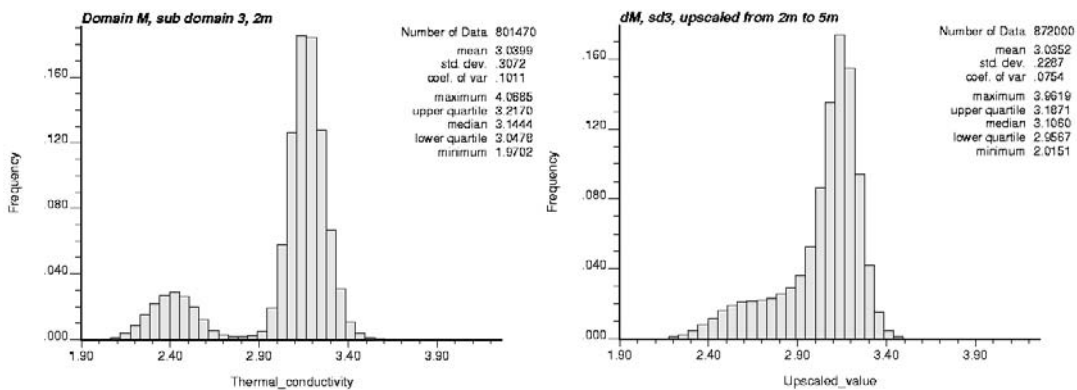 Domain M, sub domain 3, 2m
Number of Data 801470
mean 3.0399
std. dev. .3072
coef. of var .1011
maximum 4.0685
upper quartile 3.2170
median 3.1444
lower quartile 3.0478
minimum 1.9702
Frequency
.160
.120
.080
.040
.000
1.90 2.40 2.90 3.40 3.90
Thermal_conductivity
dM, sd3, upscaled from 2m to 5m
Number of Data 872000
mean 3.0352
std. dev. .2287
coef. of var .0754
maximum 3.9619
upper quartile 3.1871
median 3.1060
lower quartile 2.9567
minimum 2.0151
Frequency
.160
.120
.080
.040
.000
1.90 2.40 2.90 3.40 3.90
Upscaled_value